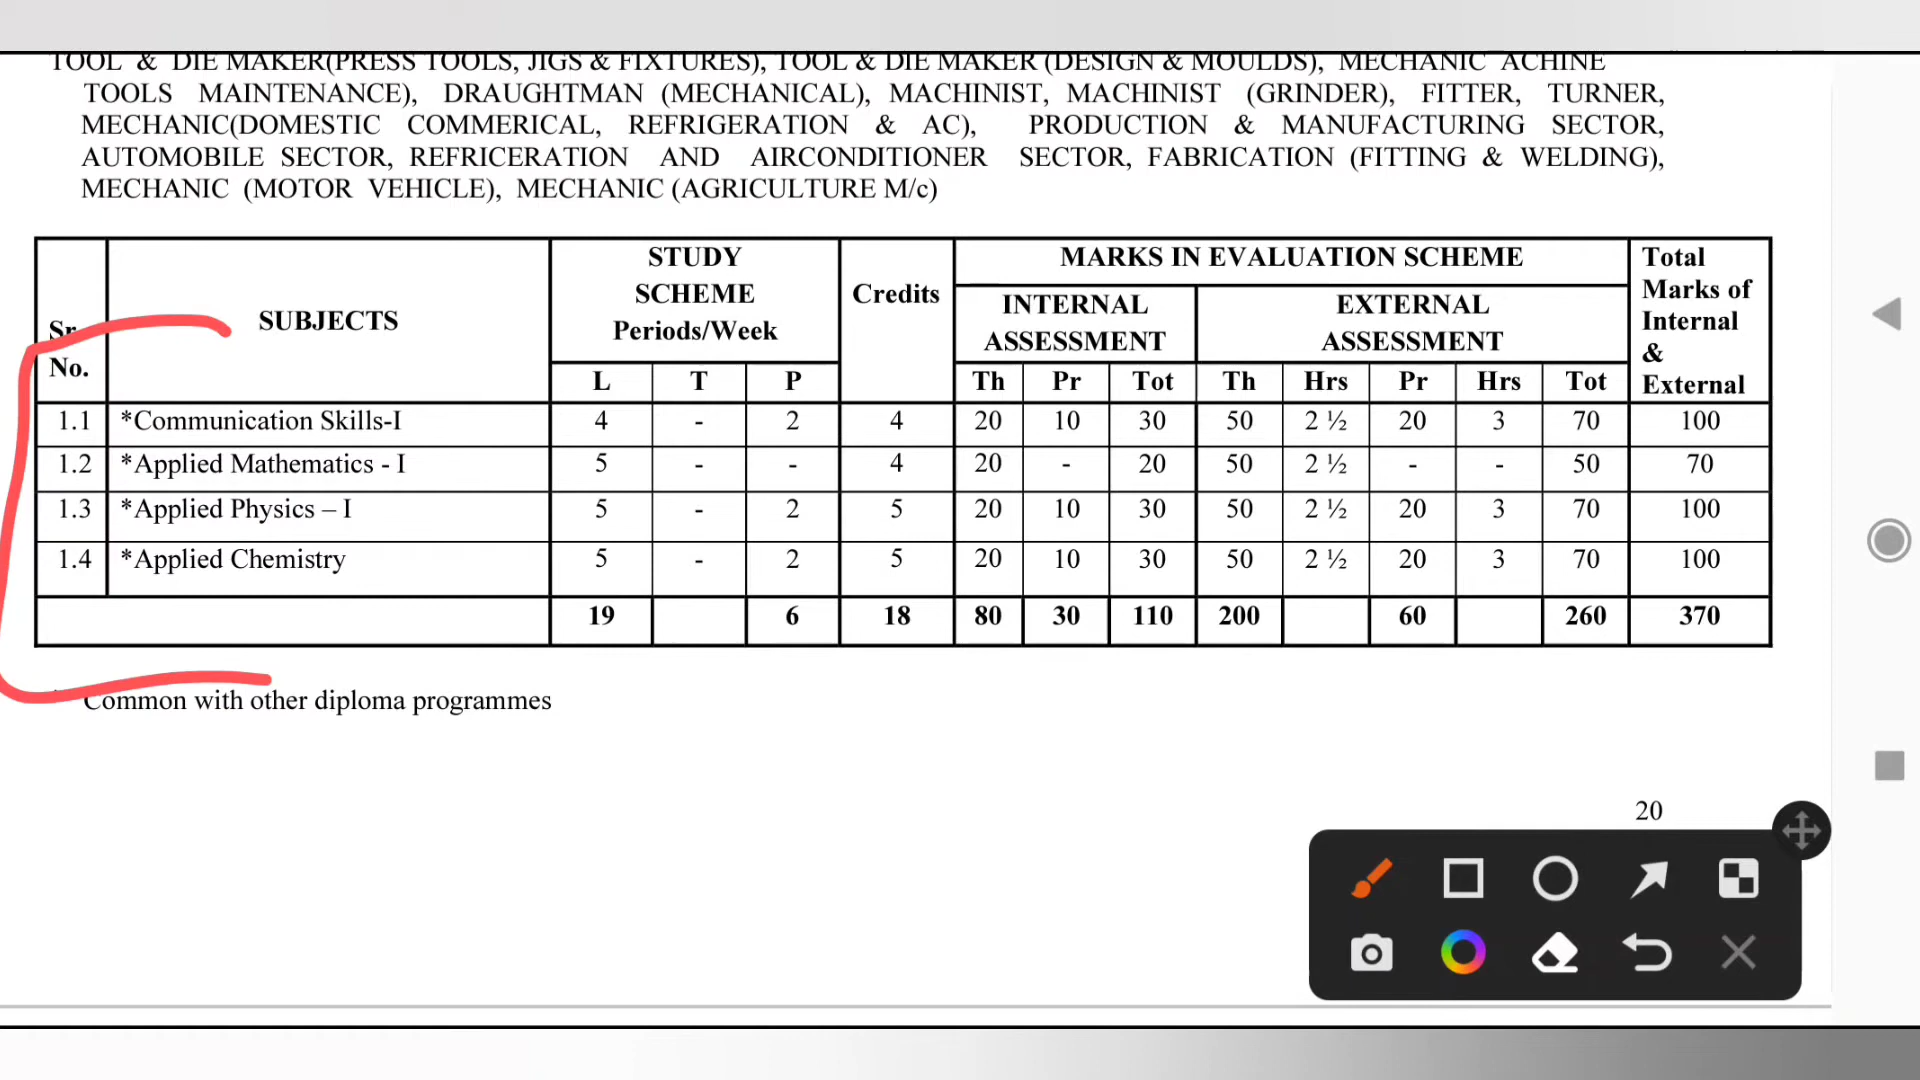 TOOL & DIE MAKER(PRESS TOOLS, JIGS & FIXTURES), TOOL & DIE MAKER (DESIGN & MOULDS), MECHANIC ACHINE
TOOLS MAINTENANCE), DRAUGHTMAN (MECHANICAL), MACHINIST, MACHINIST (GRINDER), FITTER, TURNER,
MECHANIC(DOMESTIC COMMERICAL, REFRIGERATION & AC), PRODUCTION & MANUFACTURING SECTOR,
AUTOMOBILE SECTOR, REFRICERATION AND AIRCONDITIONER SECTOR, FABRICATION (FITTING & WELDING),
MECHANIC (MOTOR VEHICLE), MECHANIC (AGRICULTURE M/c)
Sr. No. SUBJECTS STUDY SCHEME Periods/Week Credits MARKS IN EVALUATION SCHEME Total Marks of Internal & External
INTERNAL ASSESSMENT EXTERNAL ASSESSMENT
L T P Th Pr Tot Th Hrs Pr Hrs Tot
1.1 *Communication Skills-I 4 - 2 4 20 10 30 50 2 ½ 20 3 70 100
1.2 *Applied Mathematics - I 5 - - 4 20 - 20 50 2 ½ - - 50 70
1.3 *Applied Physics – I 5 - 2 5 20 10 30 50 2 ½ 20 3 70 100
1.4 *Applied Chemistry 5 - 2 5 20 10 30 50 2 ½ 20 3 70 100
19 6 18 80 30 110 200 60 260 370
Common with other diploma programmes
20